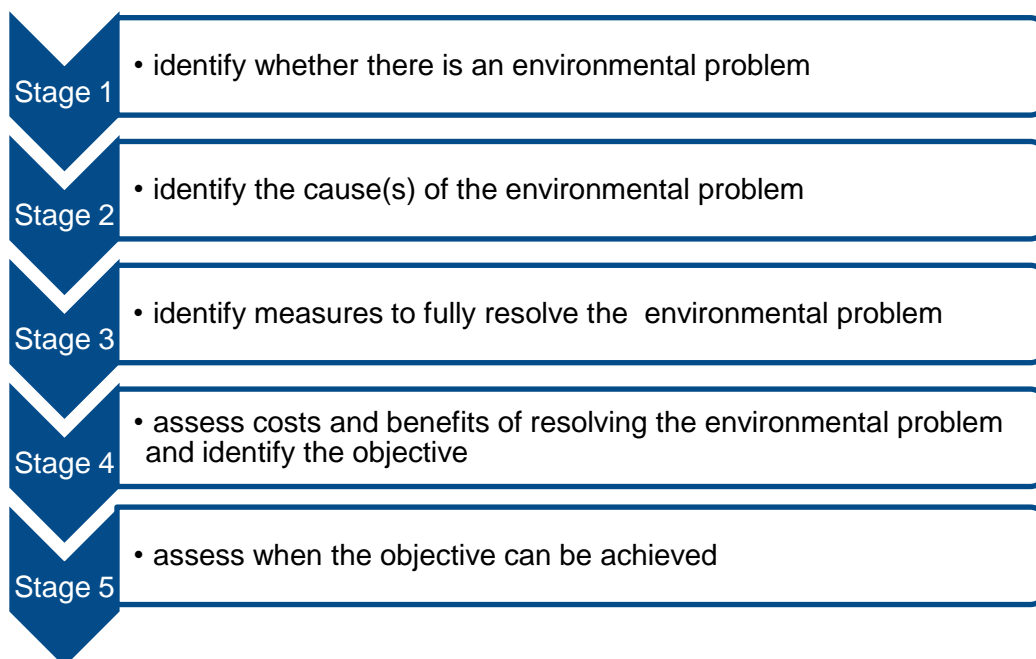 Stage 1
• identify whether there is an environmental problem
Stage 2
• identify the cause(s) of the environmental problem
Stage 3
• identify measures to fully resolve the  environmental problem
Stage 4
• assess costs and benefits of resolving the environmental problem
and identify the objective
Stage 5
• assess when the objective can be achieved